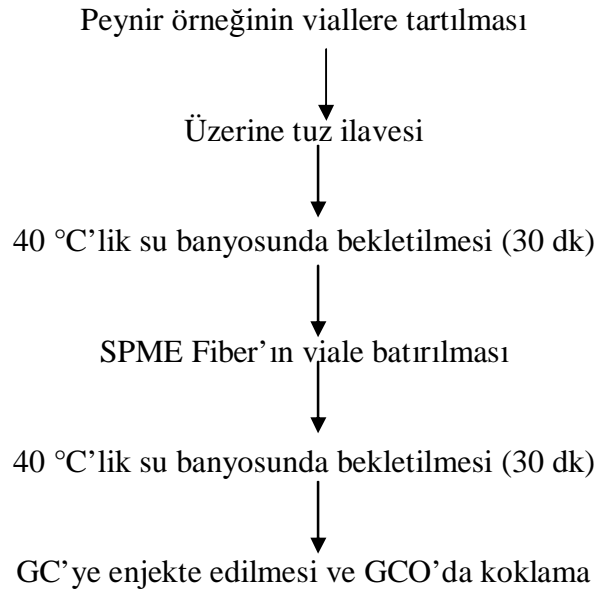 Peynir örneğinin viallere tartılması
Üzerine tuz ilavesi
40 °C’lik su banyosunda bekletilmesi (30 dk)
SPME Fiber’ın viale batırılması
40 °C’lik su banyosunda bekletilmesi (30 dk)
GC’ye enjekte edilmesi ve GCO’da koklama